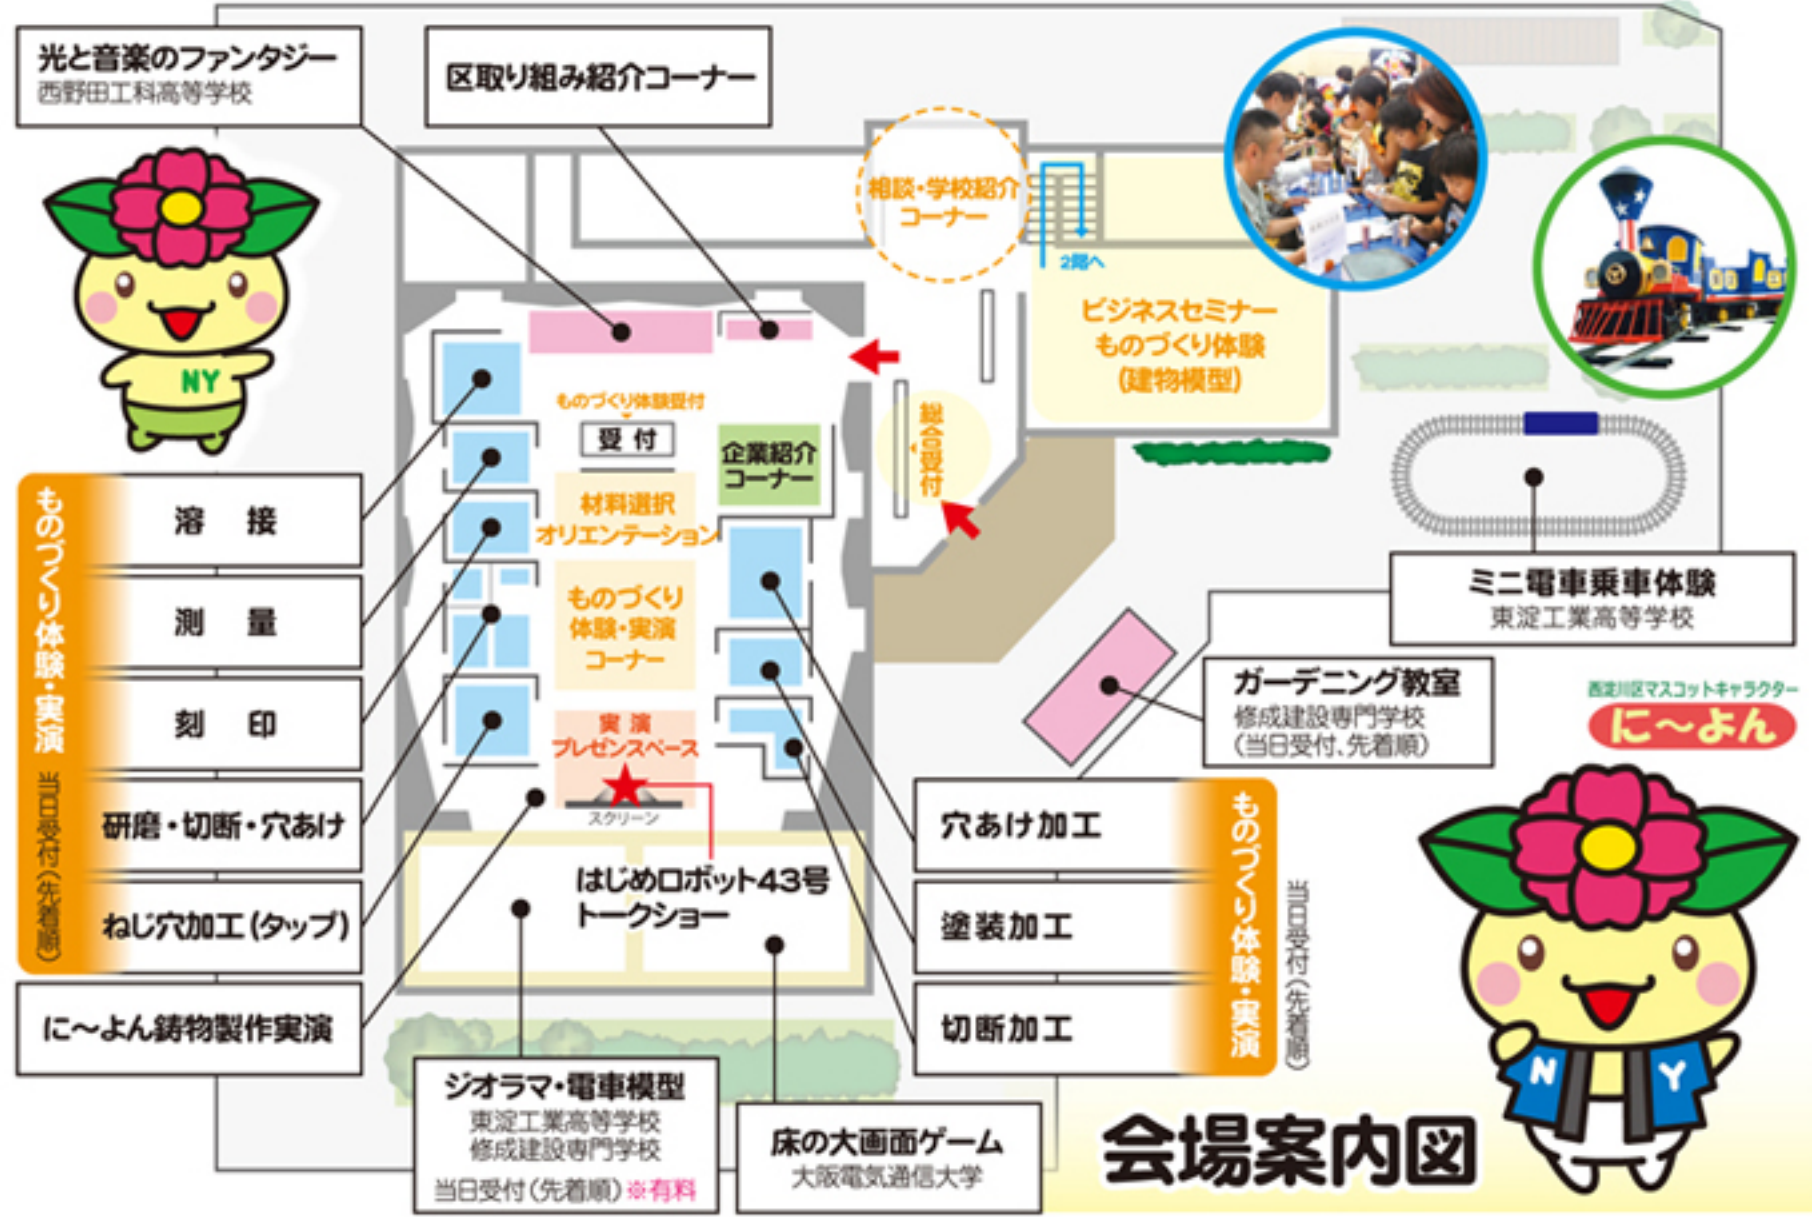 光と音楽のファンタジー
西野田工科高等学校
区取り組み紹介コーナー
相談・学校紹介
コーナー
2階へ
ビジネスセミナー
ものづくり体験
(建物模型)
NY
ものづくり体験受付
受付
企業紹介
コーナー
総合受付
材料選択
オリエンテーション
ものづくり
体験・実演
コーナー
実演
プレゼンスペース
スクリーン
はじめロボット43号
トークショー
ものづくり体験・実演
当日受付(先着順)
溶接
測量
刻印
研磨・切断・穴あけ
ねじ穴加工(タップ)
に～よん鋳物製作実演
ミニ電車乗車体験
東淀工業高等学校
ガーデニング教室
修成建設専門学校
(当日受付、先着順)
西淀川区マスコットキャラクター
に～よん
穴あけ加工
塗装加工
切断加工
ものづくり体験・実演
当日受付(先着順)
ジオラマ・電車模型
東淀工業高等学校
修成建設専門学校
当日受付(先着順)※有料
床の大画面ゲーム
大阪電気通信大学
会場案内図
N Y